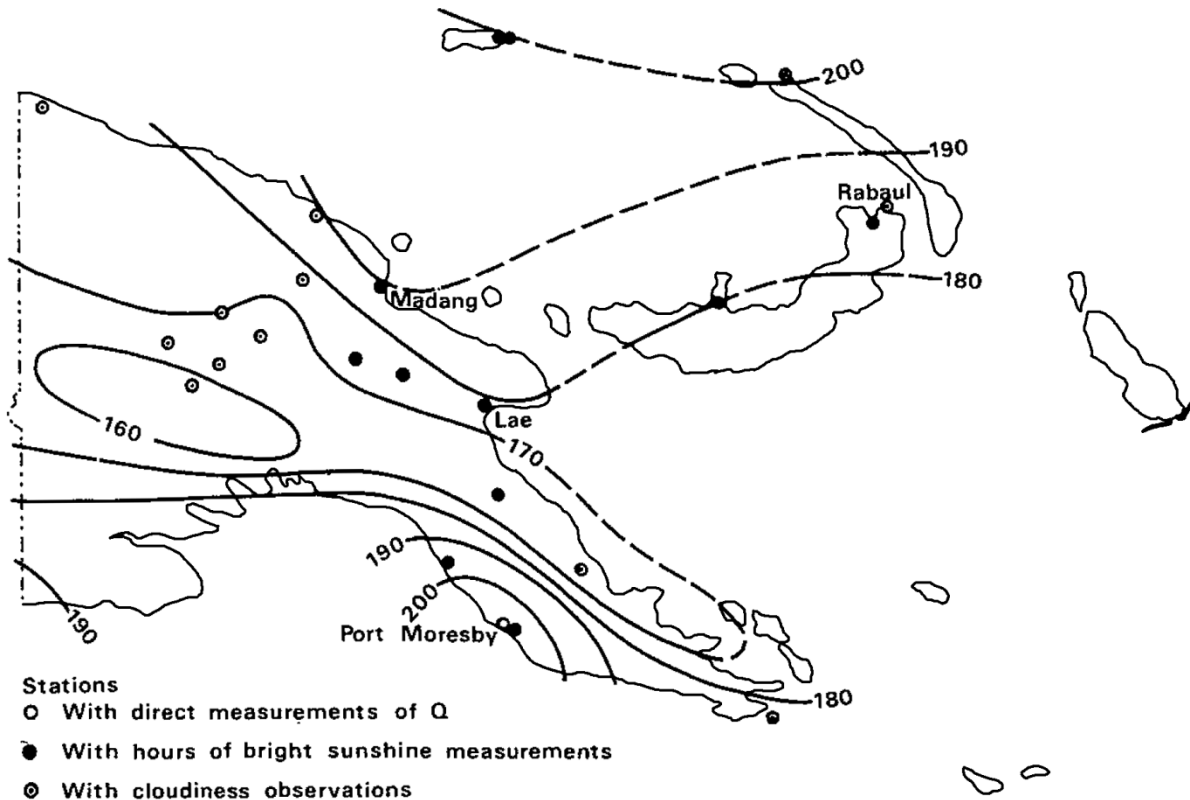 200
190
Rabaul
180
Madang
160
Lae
170
190
200
190
Port Moresby
180
Stations
With direct measurements of Q
With hours of bright sunshine measurements
With cloudiness observations